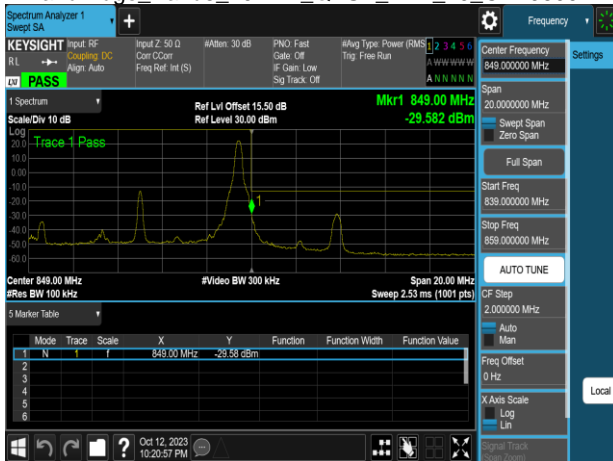 Spectrum Analyzer 1
Swept SA
+
Frequency
KEYSIGHT
Input: RF
Input Z: 50 Ω
#Atten: 30 dB
PNO: Fast
#Avg Type: Power (RMS
1 2 3 4 5 6
RL
Coupling: DC
Corr CCorr
Gate: Off
Trig: Free Run
A W W W W W
Align: Auto
Freq Ref: Int (S)
IF Gain: Low
Sig Track: Off
A N N N N N
LXI
PASS
1 Spectrum
Scale/Div 10 dB
Ref Lvl Offset 15.50 dB
Ref Level 30.00 dBm
Mkr1 849.00 MHz
-29.582 dBm
Log
Trace 1 Pass
20.0
10.0
0.00
-10.0
-20.0
-30.0
-40.0
-50.0
-60.0
1
Center 849.00 MHz
#Video BW 300 kHz
Span 20.00 MHz
#Res BW 100 kHz
Sweep 2.53 ms (1001 pts)
5 Marker Table
Mode Trace Scale X Y Function Function Width Function Value
1 N 1 f 849.00 MHz -29.58 dBm
2
3
4
5
6
Oct 12, 2023
10:20:57 PM
Center Frequency
849.000000 MHz
Settings
Span
20.0000000 MHz
Swept Span
Zero Span
Full Span
Start Freq
839.000000 MHz
Stop Freq
859.000000 MHz
AUTO TUNE
CF Step
2.000000 MHz
Auto
Man
Freq Offset
0 Hz
X Axis Scale
Log
Lin
Local
Signal Track
(Span Zoom)